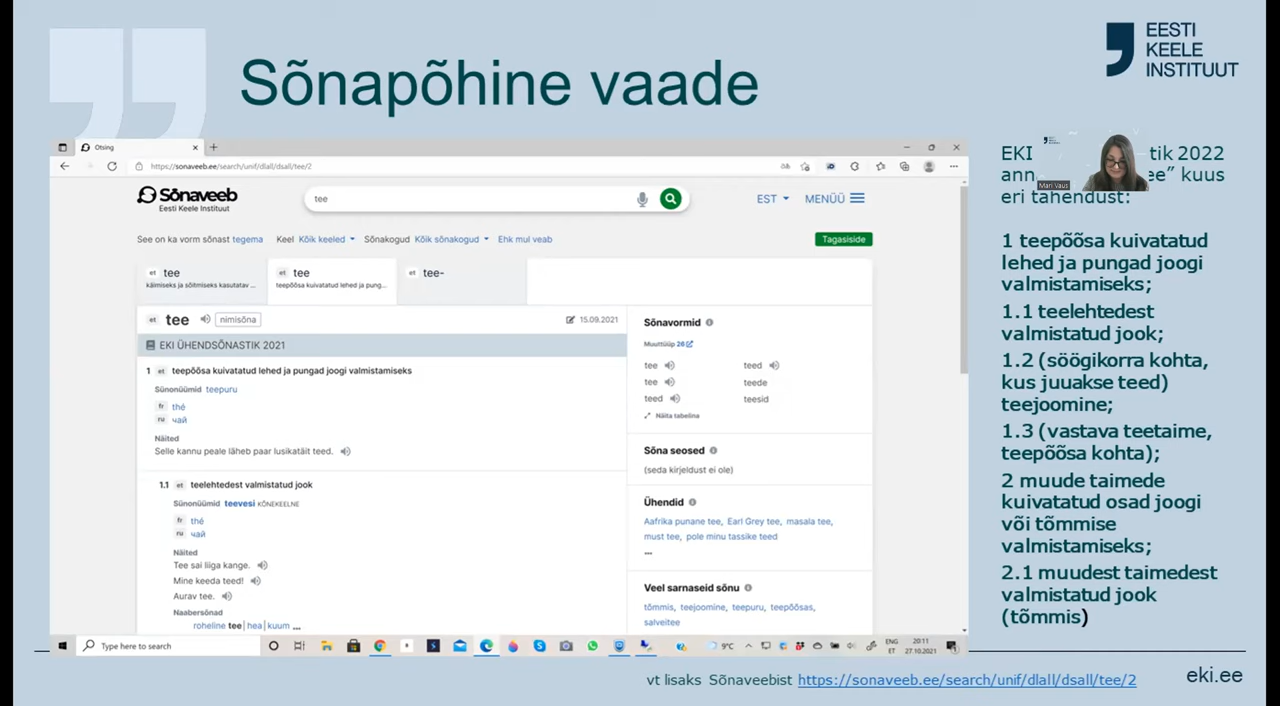 EESTI
KEELE
INSTITUUT
Sõnapõhine vaade
Otsing
https://sonaveeb.ee/search/unif/dlall/dsall/tee/2
Sõnaveeb
Eesti Keele Instituut
tee
EST
MENÜÜ
See on ka vorm sõnast tegema
Keel Kõik keeled
Sõnakogud Kõik sõnakogud
Ehk mul veab
Tagasiside
et tee
käimiseks ja sõitmiseks kasutatav ...
et tee
teepõõsa kuivatatud lehed ja pung...
et tee-
et tee nimisõna
15.09.2021
EKI ÜHENDSÕNASTIK 2021
1 et teepõõsa kuivatatud lehed ja pungad joogi valmistamiseks
Sünonüümid teepuru
fr thé
ru чай
Näited
Selle kannu peale läheb paar lusikatäit teed.
1.1 et teelehtedest valmistatud jook
Sünonüümid teevesi KÕNEKEELNE
fr thé
ru чай
Näited
Tee sai liiga kange.
Mine keeda teed!
Aurav tee.
Naabersõnad
roheline tee | hea | kuum ...
Sõnavormid
Muuttüüp 26
tee teed
tee teede
teed teesid
Näita tabelina
Sõna seosed
(seda kirjeldust ei ole)
Ühendid
Aafrika punane tee, Earl Grey tee, masala tee,
must tee, pole minu tassike teed
...
Veel sarnaseid sõnu
tõmmis, teejoomine, teepuru, teepõõsas,
salveitee
Type here to search
9°C
ENG
ET
20:11
27.10.2021
EKI tik 2022
ann ee” kuus
eri tähendust:
Mari Vaus
1 teepõõsa kuivatatud
lehed ja pungad joogi
valmistamiseks;
1.1 teelehtedest
valmistatud jook;
1.2 (söögikorra kohta,
kus juuakse teed)
teejoomine;
1.3 (vastava teetaime,
teepõõsa kohta);
2 muude taimede
kuivatatud osad joogi
või tõmmise
valmistamiseks;
2.1 muudest taimedest
valmistatud jook
(tõmmis)
vt lisaks Sõnaveebist https://sonaveeb.ee/search/unif/dlall/dsall/tee/2
eki.ee